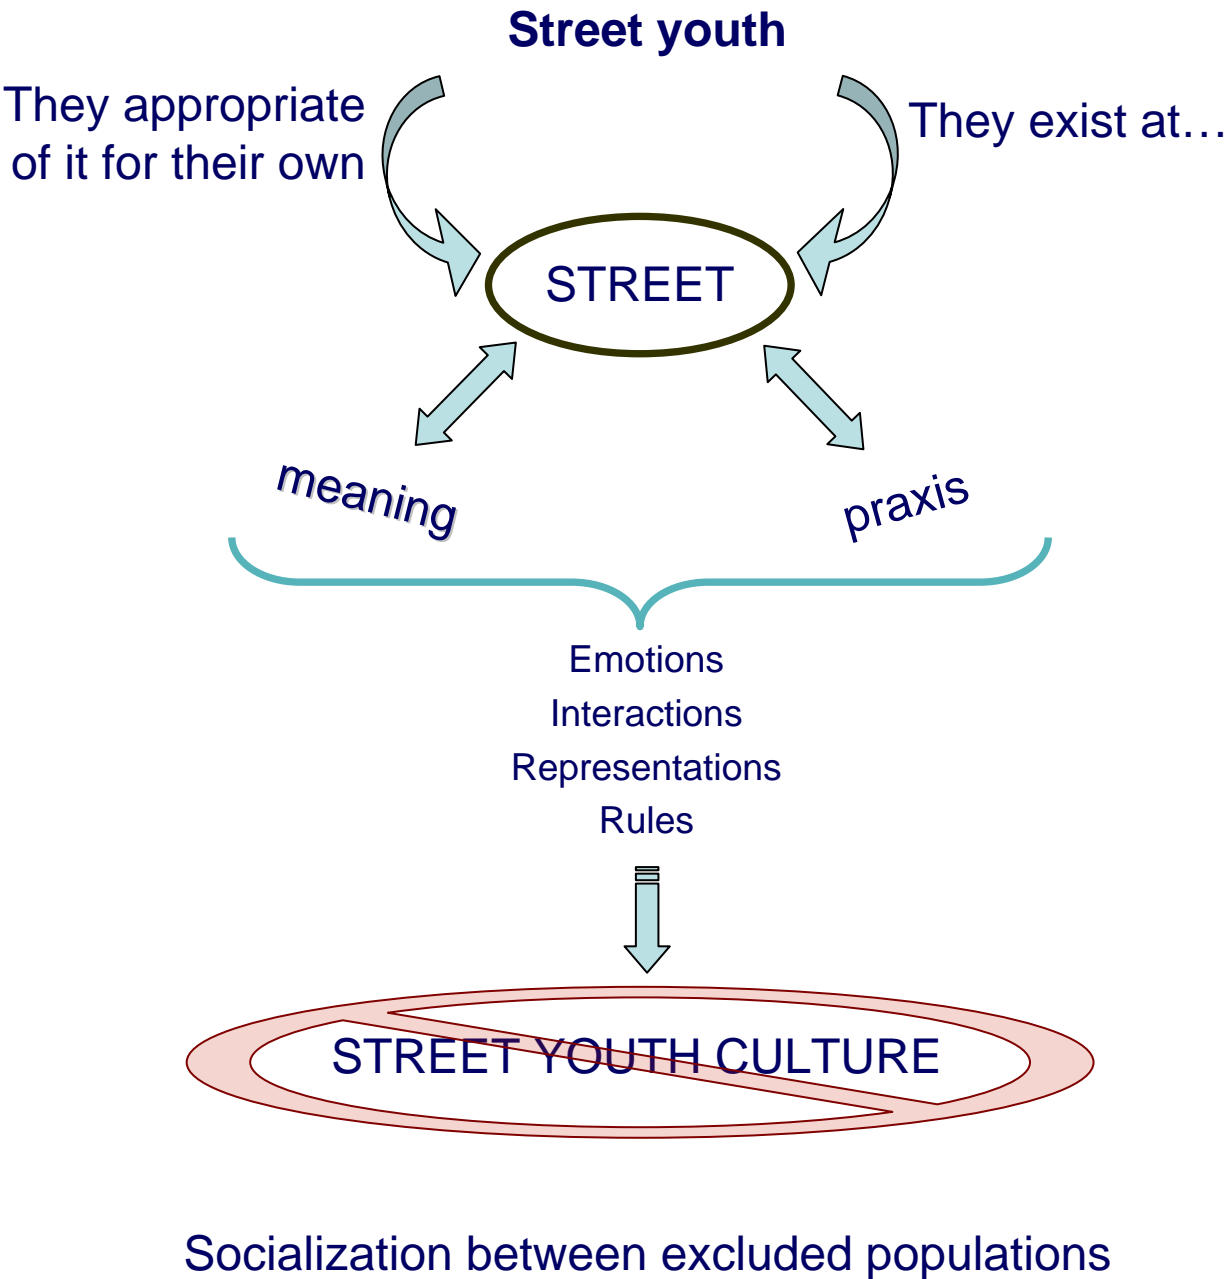 Street youth
They appropriate
of it for their own
They exist at…
STREET
meaning
praxis
Emotions
Interactions
Representations
Rules
STREET YOUTH CULTURE
Socialization between excluded populations